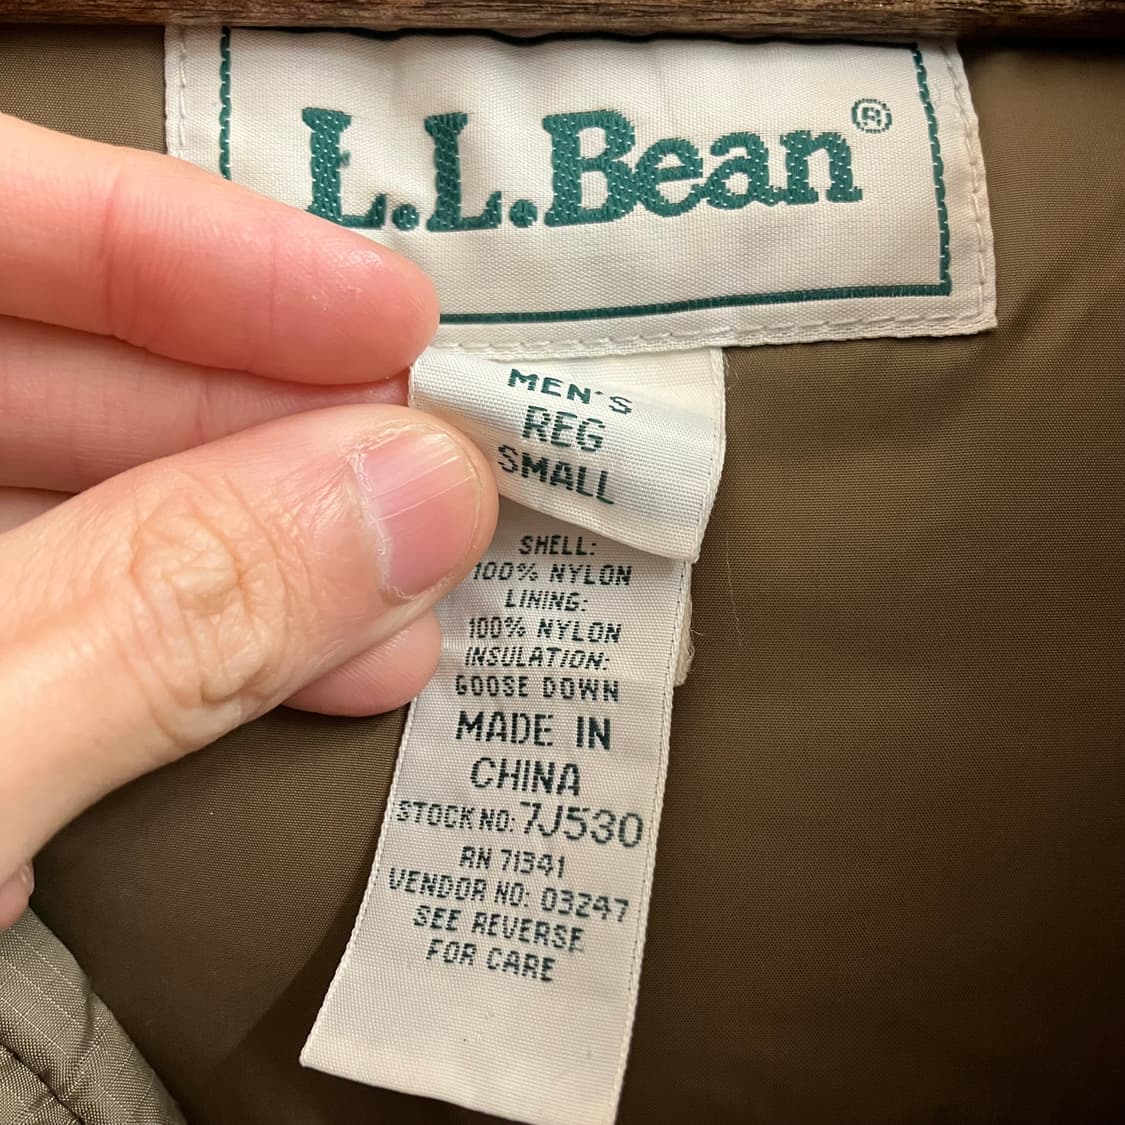 L.L.Bean®
MEN'S
REG
SMALL
SHELL:
100% NYLON
LINING:
100% NYLON
INSULATION:
GOOSE DOWN
MADE IN
CHINA
STOCK NO: 7J530
RN 71341
VENDOR NO: 03247
SEE REVERSE
FOR CARE